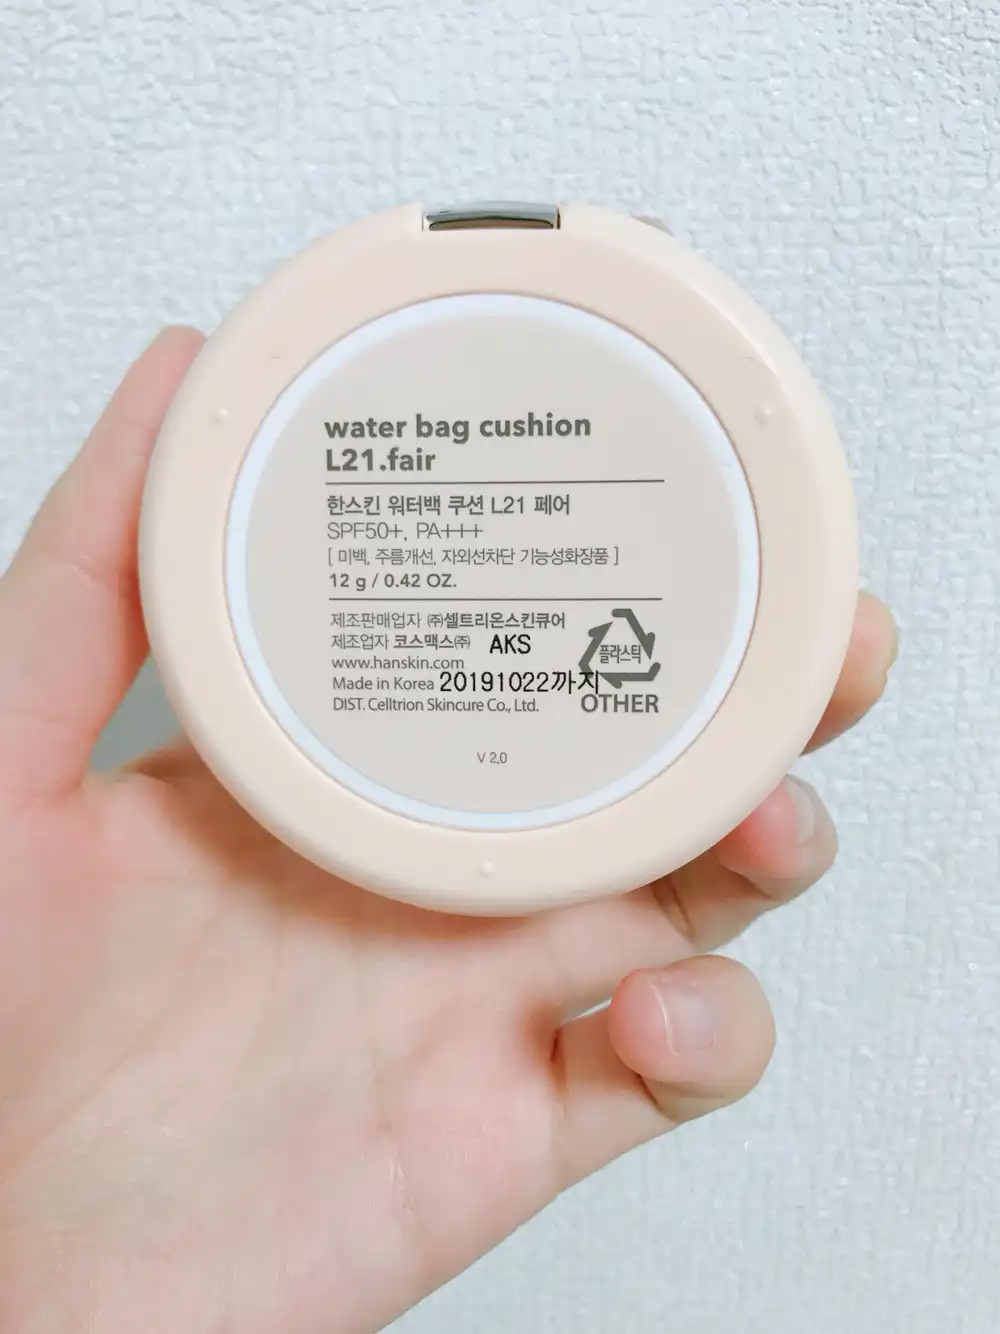 water bag cushion
L21.fair
한스킨 워터백 쿠션 L21 페어
SPF50+, PA+++
[ 미백, 주름개선, 자외선차단 기능성화장품 ]
12 g / 0.42 OZ.
제조판매업자 ㈜셀트리온스킨큐어
제조업자 코스맥스㈜ AKS
www.hanskin.com
Made in Korea 20191022까지
DIST. Celltrion Skincure Co., Ltd.
플라스틱
OTHER
V 2.0